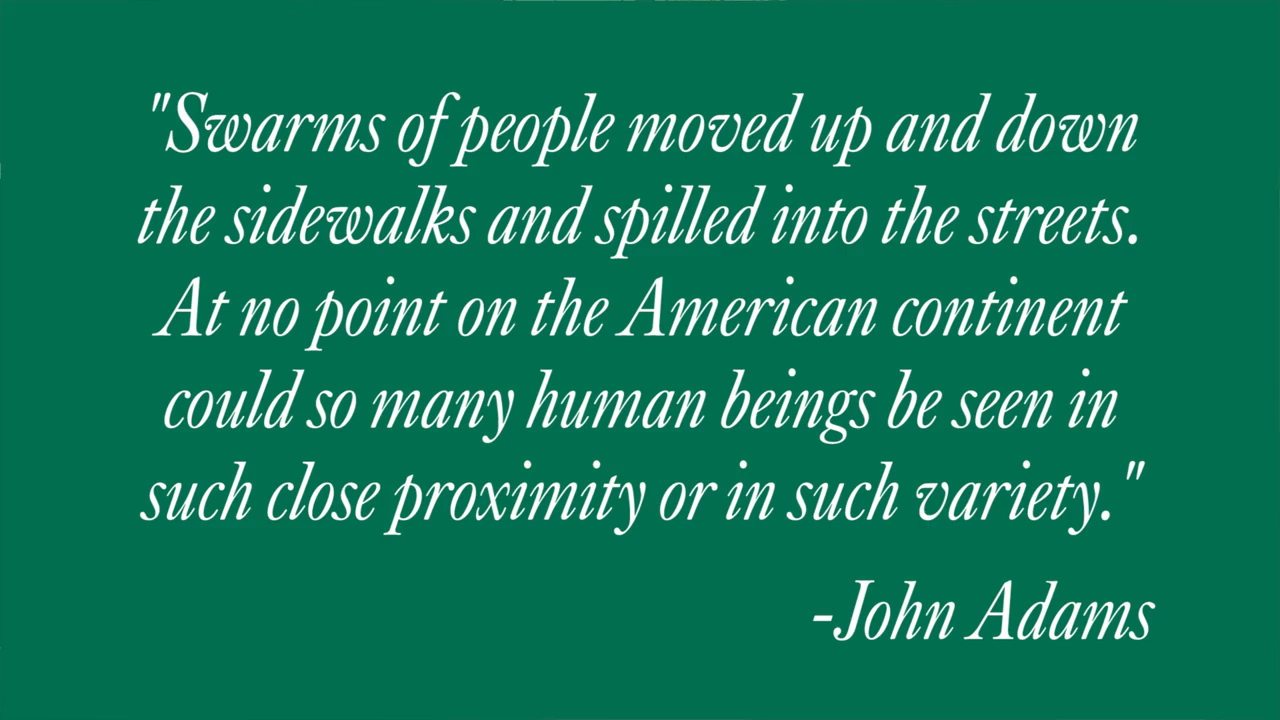 "Swarms of people moved up and down
the sidewalks and spilled into the streets.
At no point on the American continent
could so many human beings be seen in
such close proximity or in such variety."
-John Adams